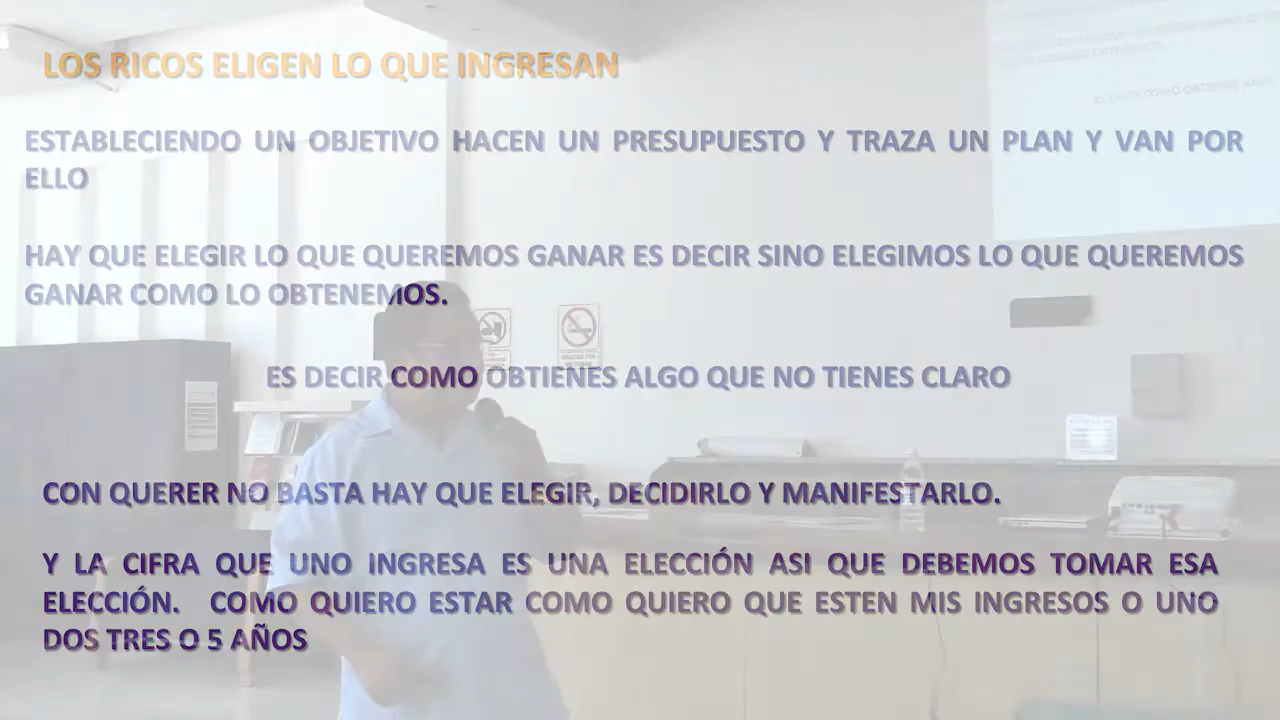 LOS RICOS ELIGEN LO QUE INGRESAN
ESTABLECIENDO UN OBJETIVO HACEN UN PRESUPUESTO Y TRAZA UN PLAN Y VAN POR
ELLO
HAY QUE ELEGIR LO QUE QUEREMOS GANAR ES DECIR SINO ELEGIMOS LO QUE QUEREMOS
GANAR COMO LO OBTENEMOS.
ES DECIR COMO OBTIENES ALGO QUE NO TIENES CLARO
CON QUERER NO BASTA HAY QUE ELEGIR, DECIDIRLO Y MANIFESTARLO.
Y LA CIFRA QUE UNO INGRESA ES UNA ELECCIÓN ASI QUE DEBEMOS TOMAR ESA
ELECCIÓN. COMO QUIERO ESTAR COMO QUIERO QUE ESTEN MIS INGRESOS O UNO
DOS TRES O 5 AÑOS